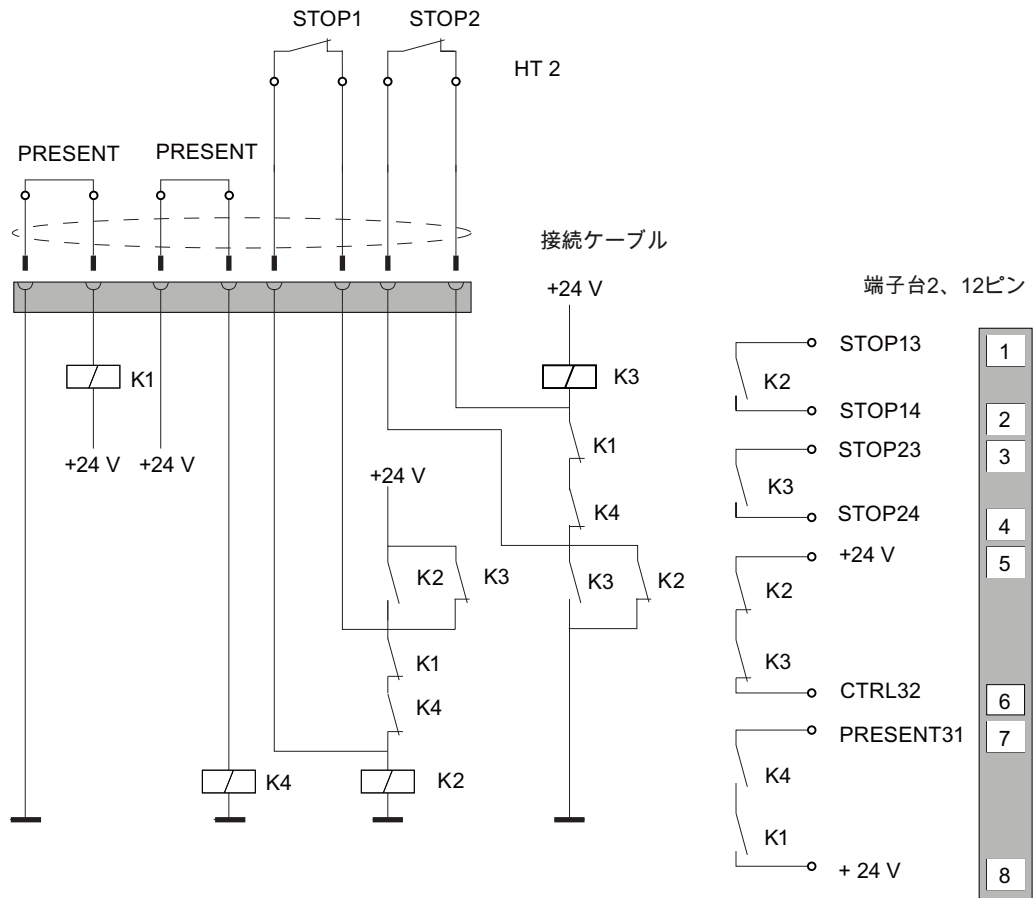 STOP1
STOP2
HT 2
PRESENT
PRESENT
接続ケーブル
+24 V
端子台2、12ピン
K1
K3
+24 V
+24 V
+24 V
K1
K4
K2
K3
K3
K2
K1
K4
K4
K2
STOP13
1
K2
STOP14
2
STOP23
3
K3
STOP24
4
+24 V
5
K2
K3
CTRL32
6
PRESENT31
7
K4
K1
+ 24 V
8